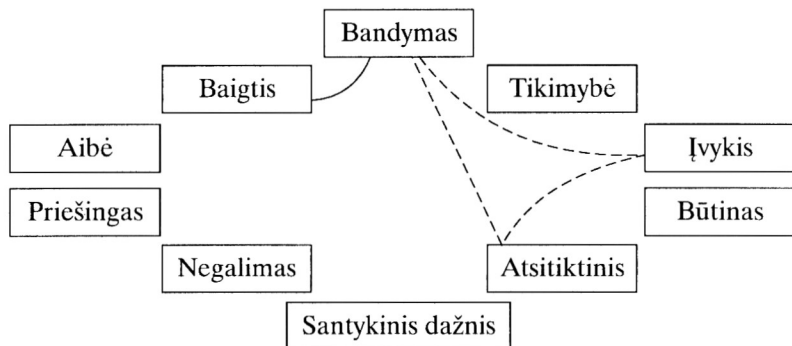 Bandymas
Baigtis
Tikimybė
Aibė
Įvykis
Priešingas
Būtinas
Negalimas
Atsitiktinis
Santykinis dažnis